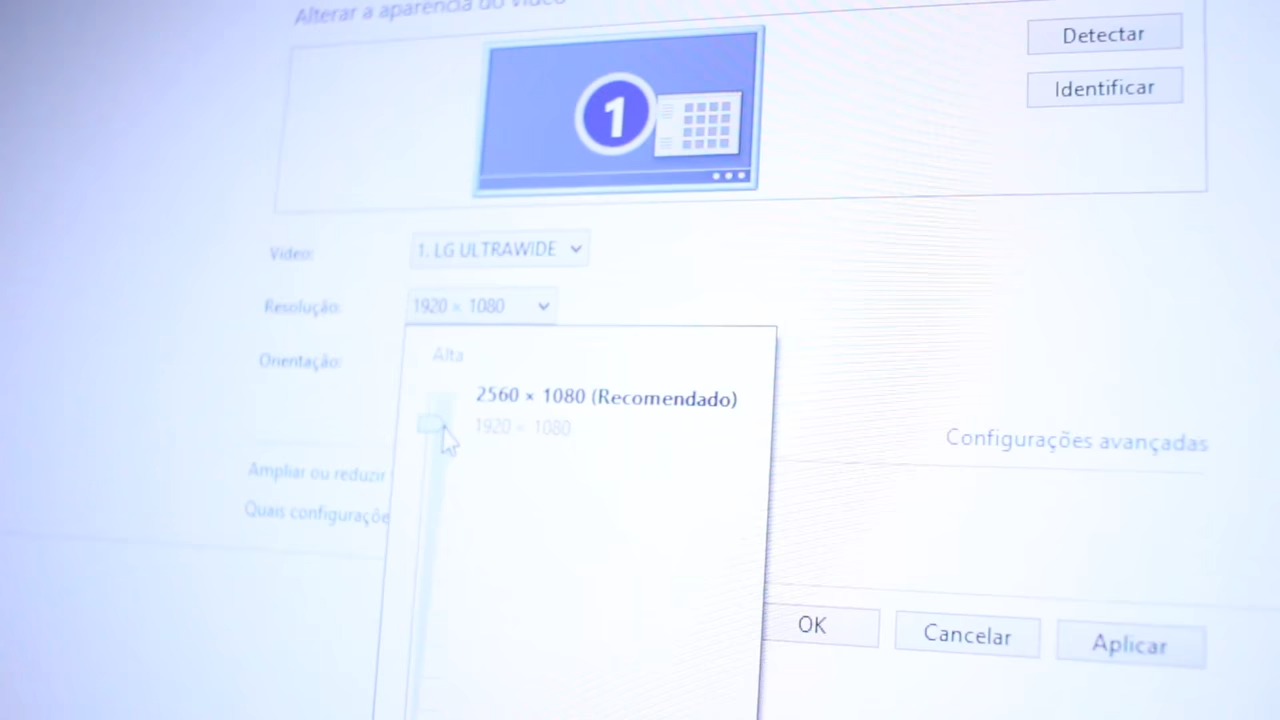 Alterar a aparência do vídeo
1
Detectar
Identificar
Vídeo:
1. LG ULTRAWIDE
Resolução:
1920 × 1080
Orientação:
Alta
2560 × 1080 (Recomendado)
1920 × 1080
Configurações avançadas
Ampliar ou reduzir
Quais configuraçõe
OK
Cancelar
Aplicar